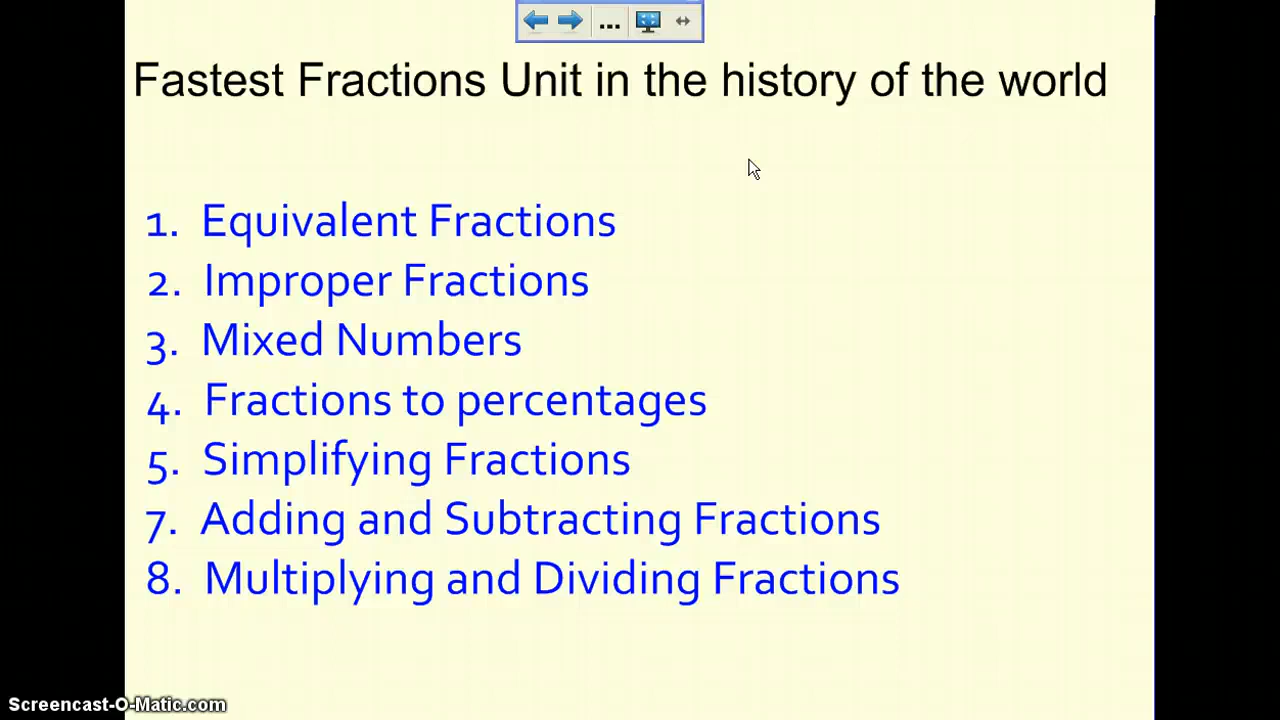 ...
Fastest Fractions Unit in the history of the world
1. Equivalent Fractions
2. Improper Fractions
3. Mixed Numbers
4. Fractions to percentages
5. Simplifying Fractions
7. Adding and Subtracting Fractions
8. Multiplying and Dividing Fractions
Screencast-O-Matic.com